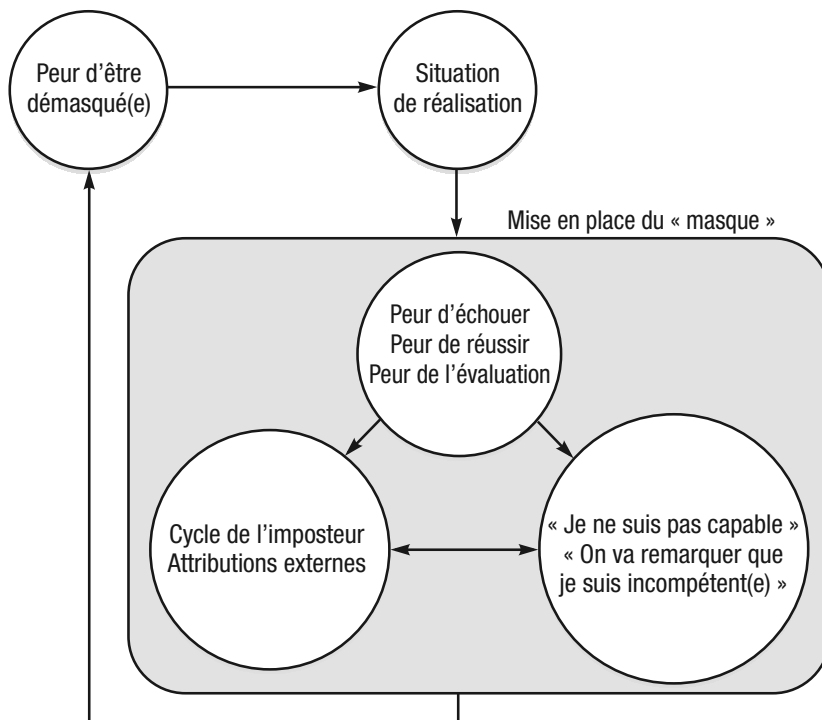 Peur d'être
démasqué(e)
Situation
de réalisation
Mise en place du « masque »
Peur d'échouer
Peur de réussir
Peur de l'évaluation
Cycle de l'imposteur
Attributions externes
« Je ne suis pas capable »
« On va remarquer que
je suis incompétent(e) »